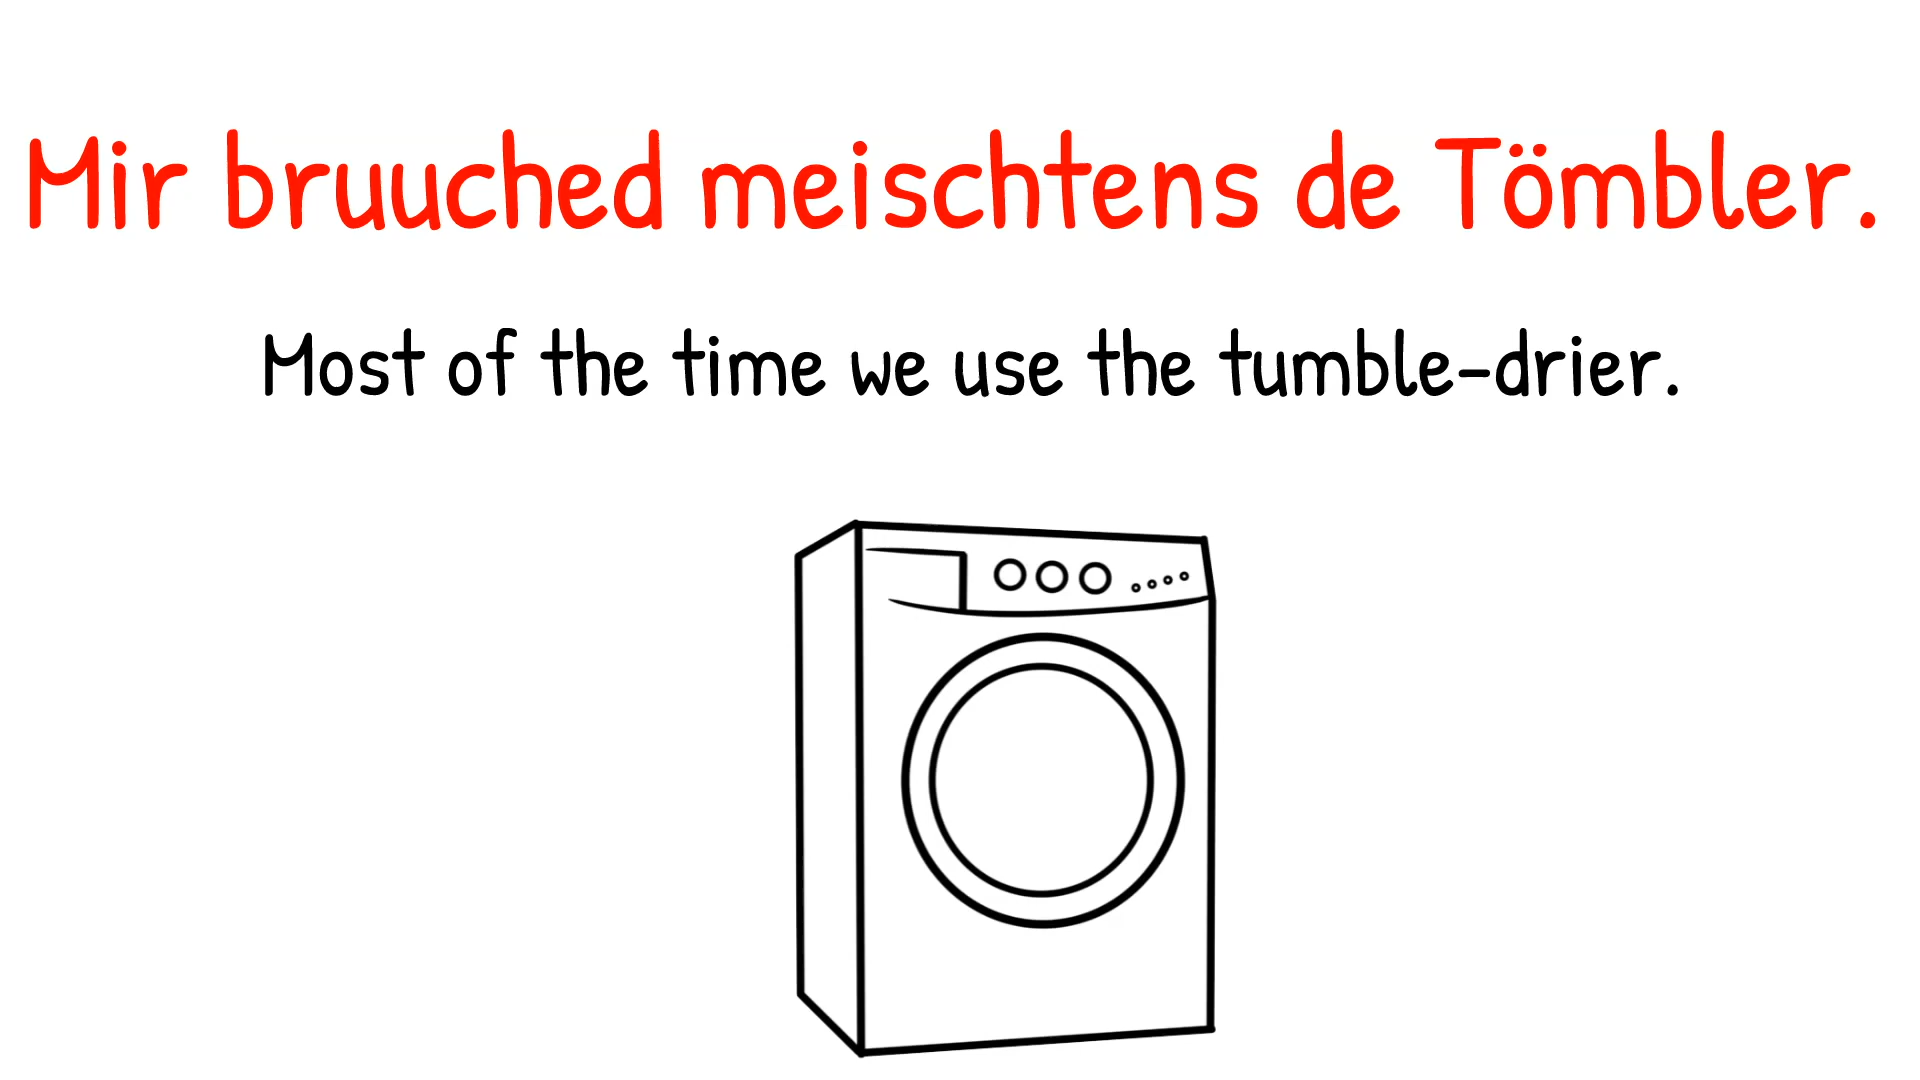 Mir bruuched meischtens de Tömbler.
Most of the time we use the tumble-drier.